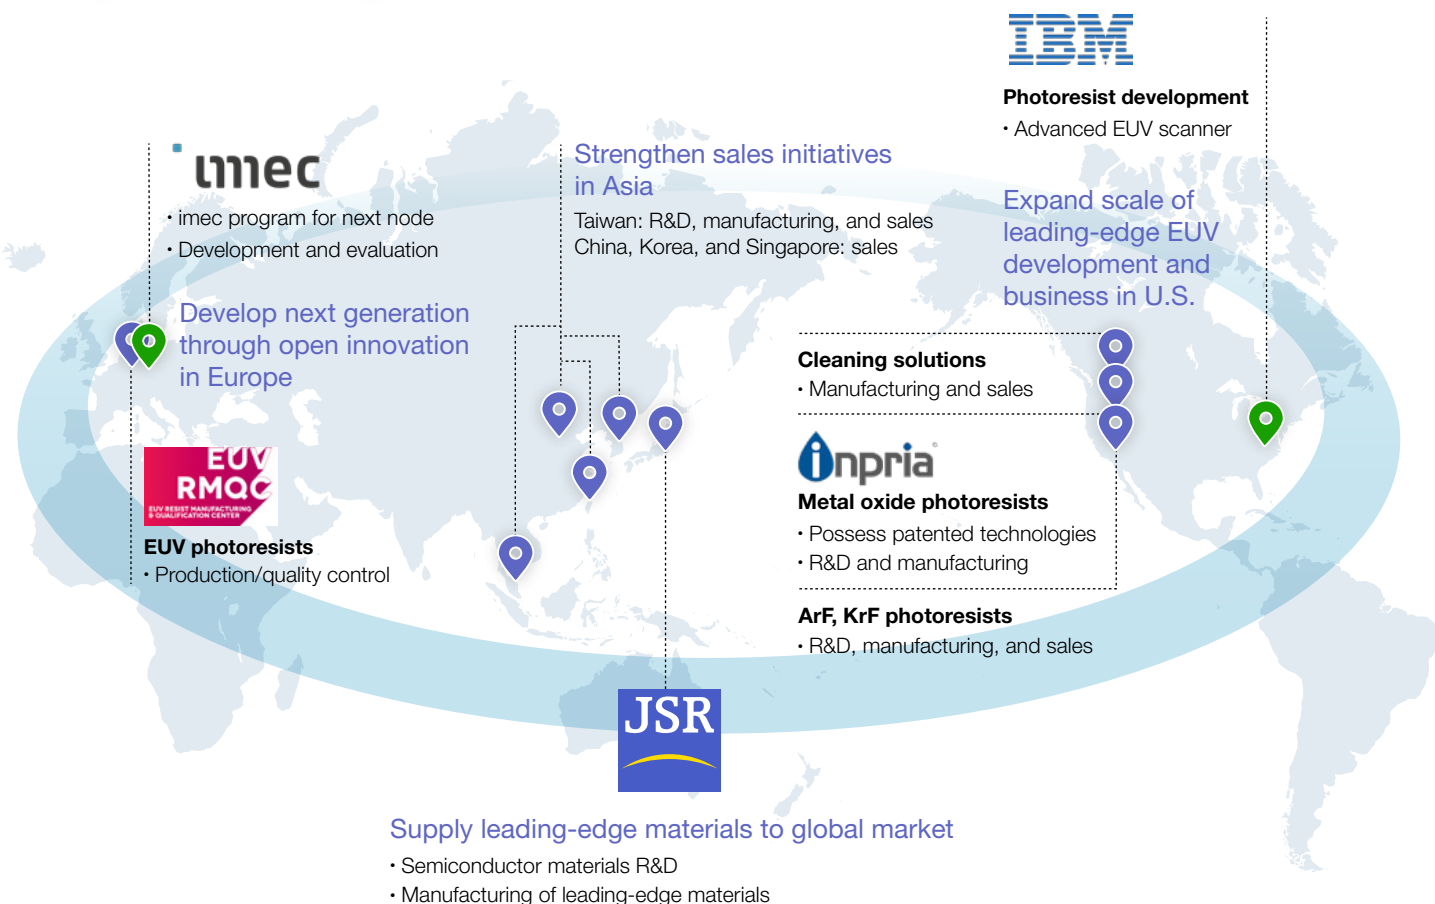 imec
• imec program for next node
• Development and evaluation
Develop next generation
through open innovation
in Europe
EUV
RMQC
EUV RESIST MANUFACTURING
& QUALIFICATION CENTER
EUV photoresists
• Production/quality control
Strengthen sales initiatives
in Asia
Taiwan: R&D, manufacturing, and sales
China, Korea, and Singapore: sales
IBM
Photoresist development
• Advanced EUV scanner
Expand scale of
leading-edge EUV
development and
business in U.S.
Cleaning solutions
• Manufacturing and sales
inpria
Metal oxide photoresists
• Possess patented technologies
• R&D and manufacturing
ArF, KrF photoresists
• R&D, manufacturing, and sales
JSR
Supply leading-edge materials to global market
• Semiconductor materials R&D
• Manufacturing of leading-edge materials